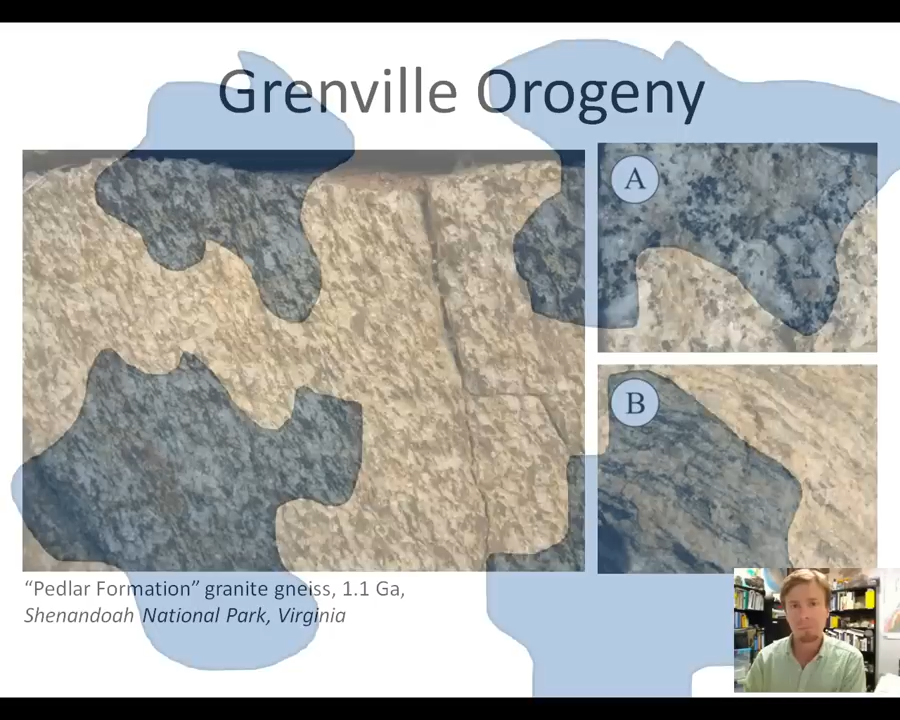 Grenville Orogeny
A
B
“Pedlar Formation” granite gneiss, 1.1 Ga,
Shenandoah National Park, Virginia